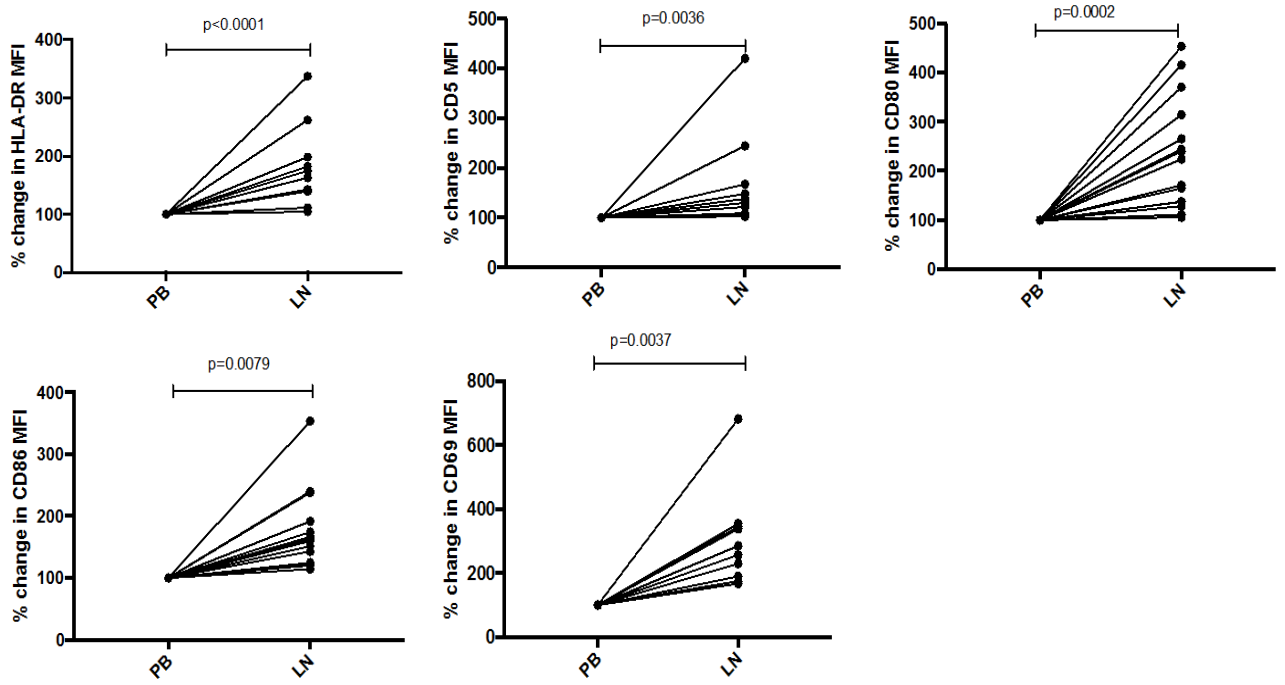 p<0.0001
% change in HLA-DR MFI
400
300
200
100
0
PB
LN
p=0.0036
% change in CD5 MFI
500
400
300
200
100
0
PB
LN
p=0.0002
% change in CD80 MFI
500
400
300
200
100
0
PB
LN
p=0.0079
% change in CD86 MFI
400
300
200
100
0
PB
LN
p=0.0037
% change in CD69 MFI
800
600
400
200
0
PB
LN